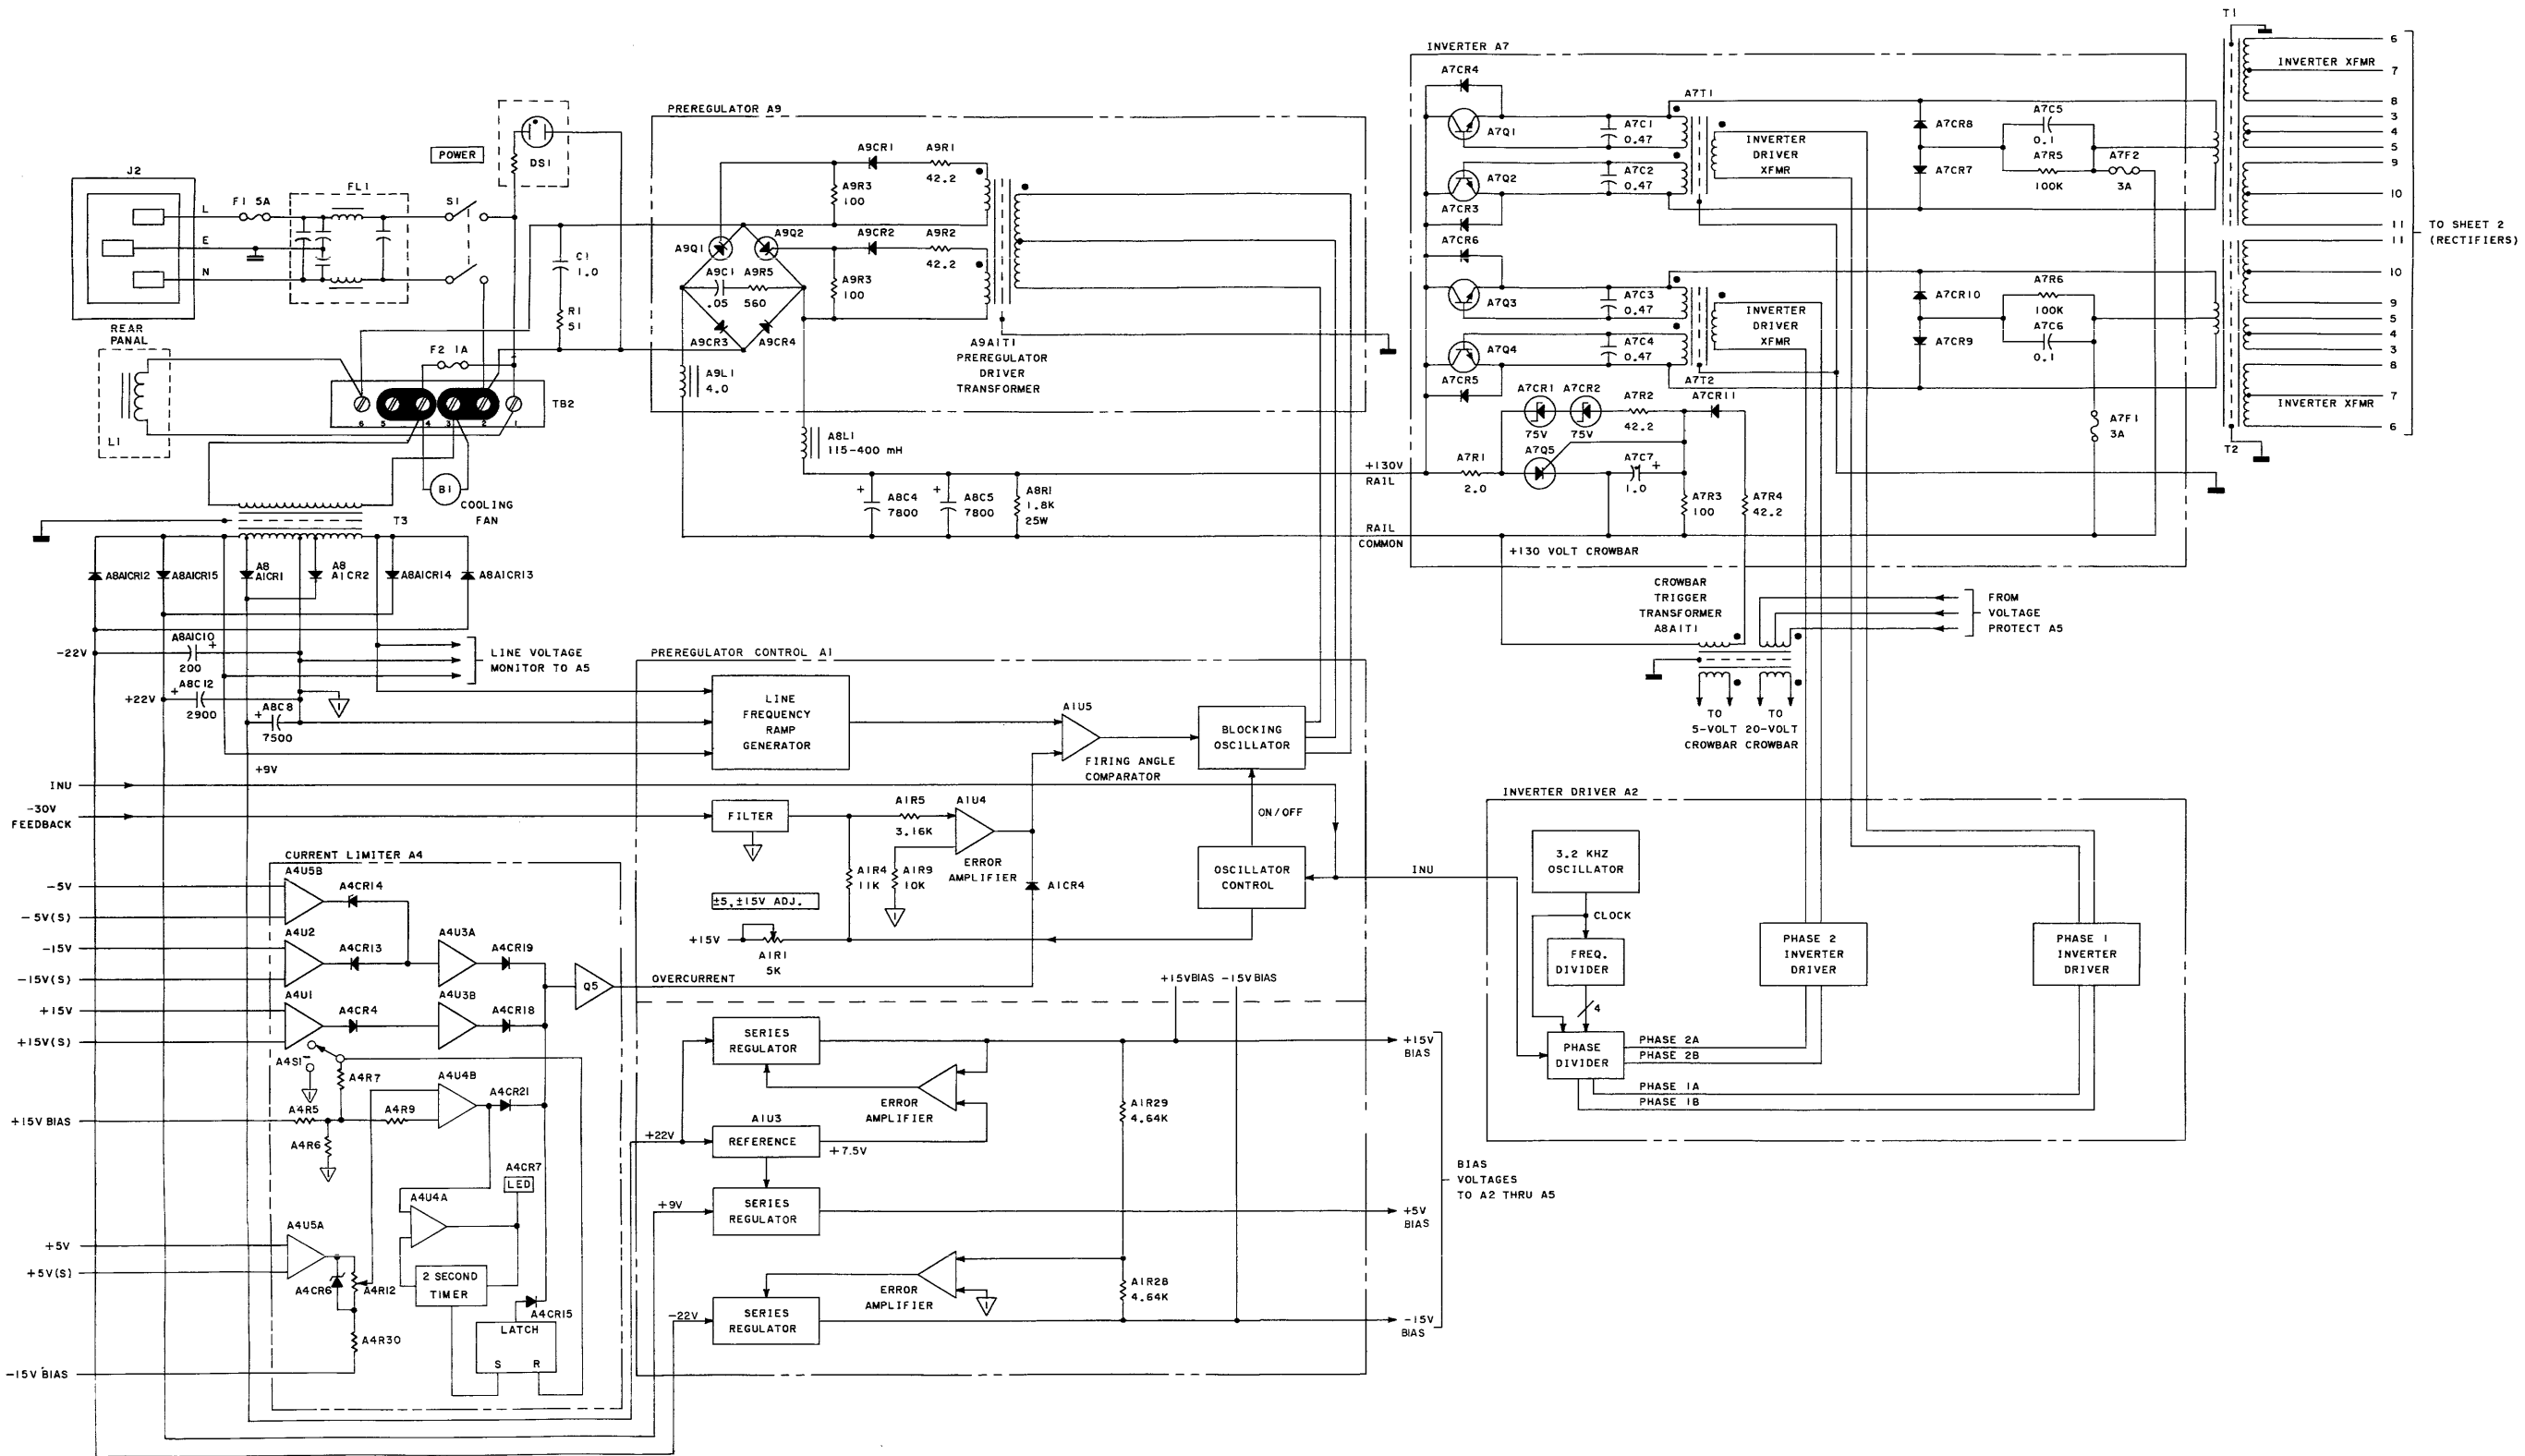 J2
L
E
N
REAR
PANAL
L1
F1 5A
FL1
S1
POWER
DS1
F2 1A
TB2
6
5
4
3
2
1
B1
COOLING
FAN
T3
C1
1.0
R1
51
PREREGULATOR A9
A9CR1
A9R1
42.2
A9R3
100
A9Q1
A9Q2
A9CR2
A9R2
42.2
A9C1
.05
A9R5
560
A9R3
100
A9CR3
A9CR4
A9L1
4.0
A9A1T1
PREREGULATOR
DRIVER
TRANSFORMER
A8L1
115-400 mH
+
A8C4
7800
+
A8C5
7800
A8R1
1.8K
25W
+130V
RAIL
RAIL
COMMON
INVERTER A7
A7CR4
A7Q1
A7C1
0.47
A7T1
INVERTER
DRIVER
XFMR
A7Q2
A7C2
0.47
A7CR3
A7CR6
A7Q3
A7C3
0.47
A7Q4
A7C4
0.47
INVERTER
DRIVER
XFMR
A7T2
A7CR5
A7CR8
A7CR7
A7C5
0.1
A7R5
100K
A7F2
3A
A7CR10
A7CR9
A7R6
100K
A7C6
0.1
A7F1
3A
A7CR1
75V
A7CR2
75V
A7R2
42.2
A7CR11
A7R1
2.0
A7Q5
A7C7
+
1.0
A7R3
100
A7R4
42.2
+130 VOLT CROWBAR
T1
INVERTER XFMR
6
7
8
3
4
5
9
10
11
11
10
9
5
4
3
8
7
6
INVERTER XFMR
T2
TO SHEET 2
(RECTIFIERS)
CROWBAR
TRIGGER
TRANSFORMER
A8A1T1
FROM
VOLTAGE
PROTECT A5
TO
5-VOLT
CROWBAR
TO
20-VOLT
CROWBAR
A8A1CR12
A8A1CR15
A8
A1CR1
A8
A1CR2
A8A1CR14
A8A1CR13
-22V
A8A1C10
+
200
+22V
+
A8C12
2900
+
A8C8
7500
+9V
LINE VOLTAGE
MONITOR TO A5
INU
-30V
FEEDBACK
PREREGULATOR CONTROL A1
LINE
FREQUENCY
RAMP
GENERATOR
A1U5
FIRING ANGLE
COMPARATOR
BLOCKING
OSCILLATOR
ON/OFF
OSCILLATOR
CONTROL
FILTER
A1R5
3.16K
A1U4
A1R4
11K
A1R9
10K
ERROR
AMPLIFIER
A1CR4
±5,±15V ADJ.
+15V
A1R1
5K
OVERCURRENT
INU
CURRENT LIMITER A4
-5V
-5V(S)
A4U5B
A4CR14
-15V
-15V(S)
A4U2
A4CR13
A4U3A
A4CR19
+15V
+15V(S)
A4U1
A4CR4
A4U3B
A4CR18
Q5
A4S1
A4R7
+15V BIAS
A4R5
A4R6
A4R9
A4U4B
A4CR21
A4CR7
LED
A4U4A
2 SECOND
TIMER
+5V
+5V(S)
A4U5A
A4CR6
A4R12
A4R30
A4CR15
LATCH
S
R
-15V BIAS
+15VBIAS
-15VBIAS
SERIES
REGULATOR
ERROR
AMPLIFIER
A1U3
REFERENCE
+22V
+7.5V
SERIES
REGULATOR
+9V
ERROR
AMPLIFIER
SERIES
REGULATOR
-22V
A1R29
4.64K
A1R28
4.64K
+15V
BIAS
+5V
BIAS
-15V
BIAS
BIAS
VOLTAGES
TO A2 THRU A5
INVERTER DRIVER A2
3.2 KHZ
OSCILLATOR
CLOCK
FREQ.
DIVIDER
4
PHASE
DIVIDER
PHASE 2
INVERTER
DRIVER
PHASE 1
INVERTER
DRIVER
PHASE 2A
PHASE 2B
PHASE 1A
PHASE 1B